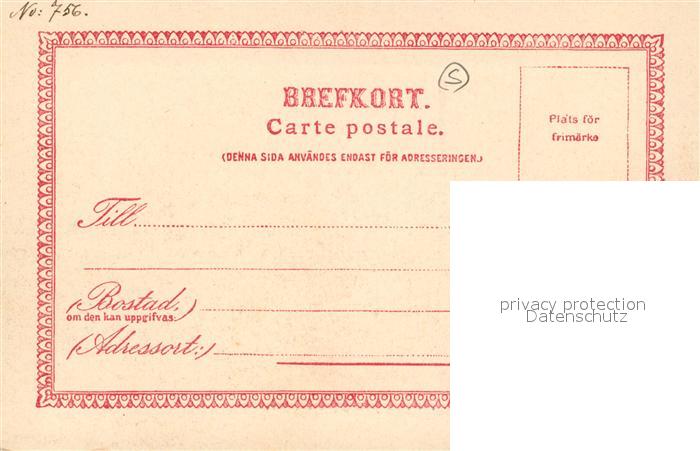 No: 756.
S
BREFKORT.
Carte postale.
(DENNA SIDA ANVÄNDES ENDAST FÖR ADRESSERINGEN.)
Plats för
frimärke
Till
(Bostad,)
om den kan uppgifvas:
(Adressort:)
privacy protection
Datenschutz